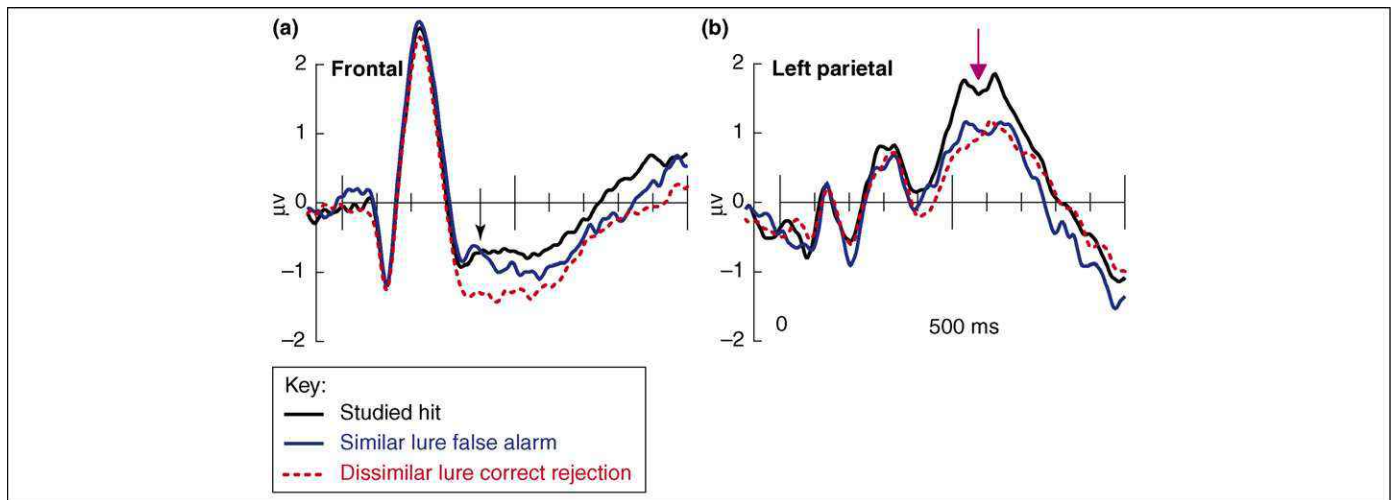 (a)
Frontal
2
1
0
–1
–2
μv
(b)
Left parietal
2
1
0
–1
–2
μv
0
500 ms
Key:
Studied hit
Similar lure false alarm
Dissimilar lure correct rejection